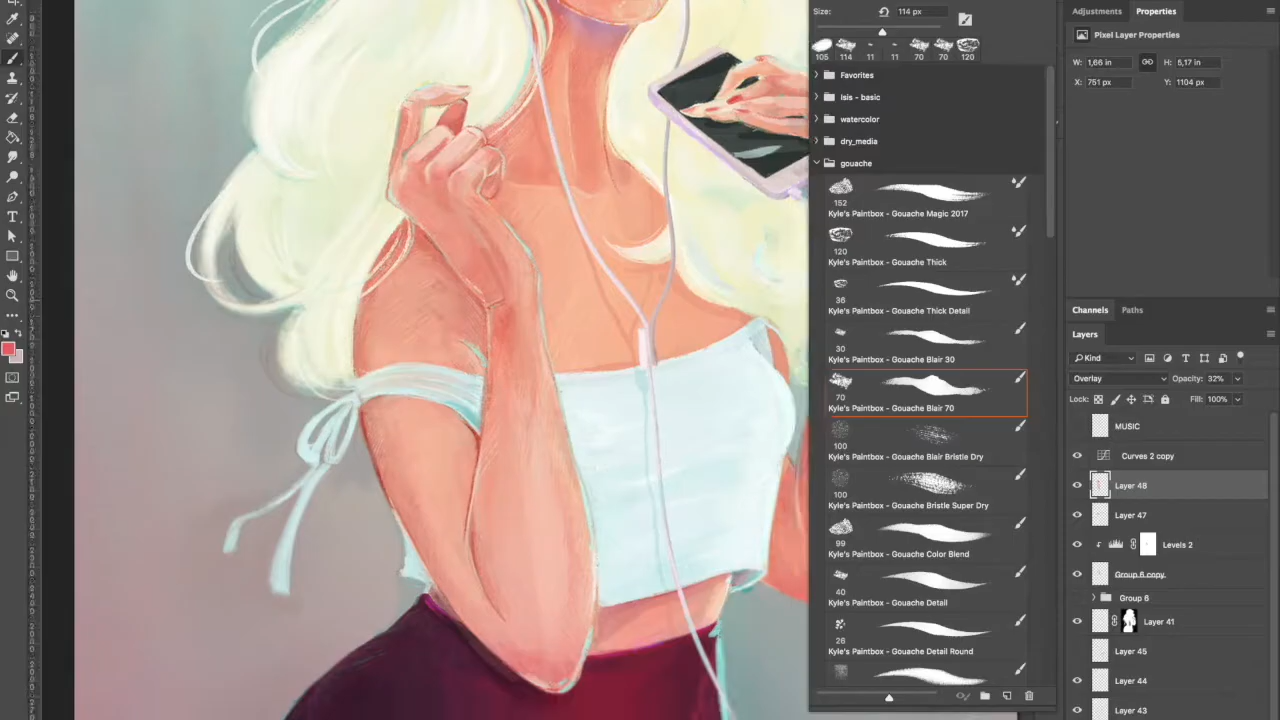 Size:
114 px
105
114
11
11
70
70
120
Favorites
Isis - basic
watercolor
dry_media
gouache
152
Kyle's Paintbox - Gouache Magic 2017
120
Kyle's Paintbox - Gouache Thick
36
Kyle's Paintbox - Gouache Thick Detail
30
Kyle's Paintbox - Gouache Blair 30
70
Kyle's Paintbox - Gouache Blair 70
100
Kyle's Paintbox - Gouache Blair Bristle Dry
100
Kyle's Paintbox - Gouache Bristle Super Dry
99
Kyle's Paintbox - Gouache Color Blend
40
Kyle's Paintbox - Gouache Detail
26
Kyle's Paintbox - Gouache Detail Round
Adjustments Properties
Pixel Layer Properties
W: 1,66 in H: 5,17 in
X: 751 px Y: 1104 px
Channels Paths
Layers
Kind
Overlay Opacity: 32%
Lock: Fill: 100%
MUSIC
Curves 2 copy
Layer 48
Layer 47
Levels 2
Group 6 copy
Group 6
Layer 41
Layer 45
Layer 44
Layer 43